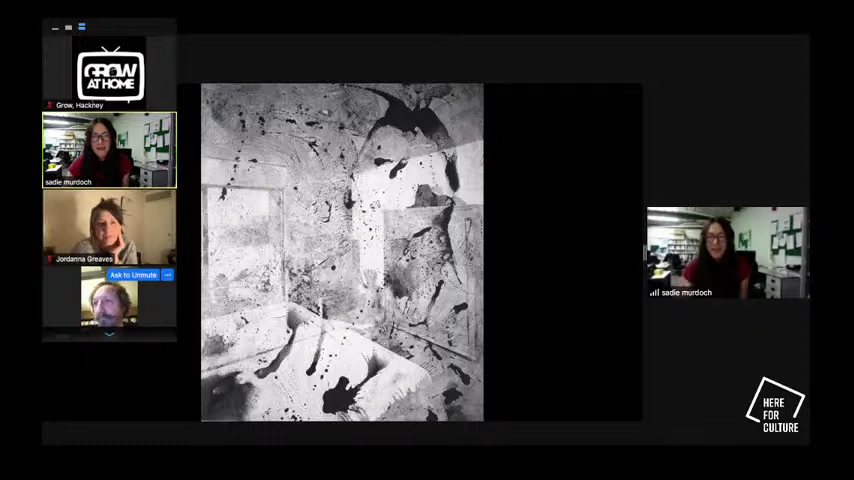 GROW
AT HOME
Grow, Hackney
sadie murdoch
Jordanna Greaves
Ask to Unmute
sadie murdoch
HERE
FOR
CULTURE